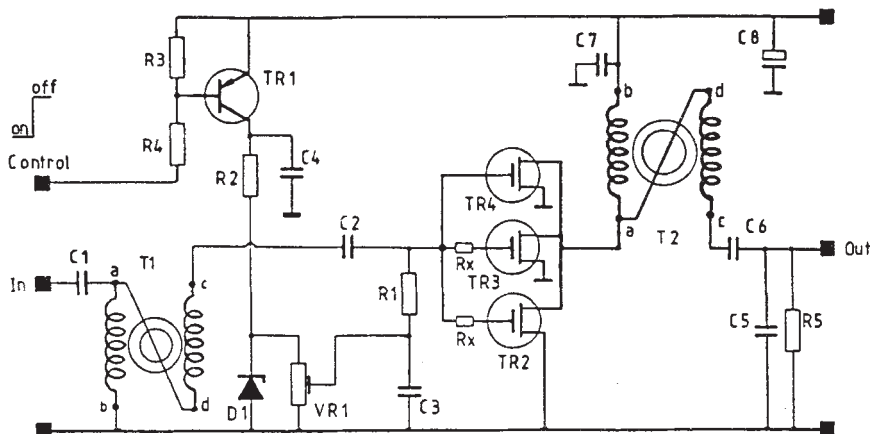 C7
C8
R3
TR1
off
on
b
d
R4
C4
Control
R2
TR4
a
T2
c
C6
C2
Out
C1
T1
a
c
Rx
TR3
In
R1
C5
R5
Rx
TR2
b
d
D1
VR1
C3